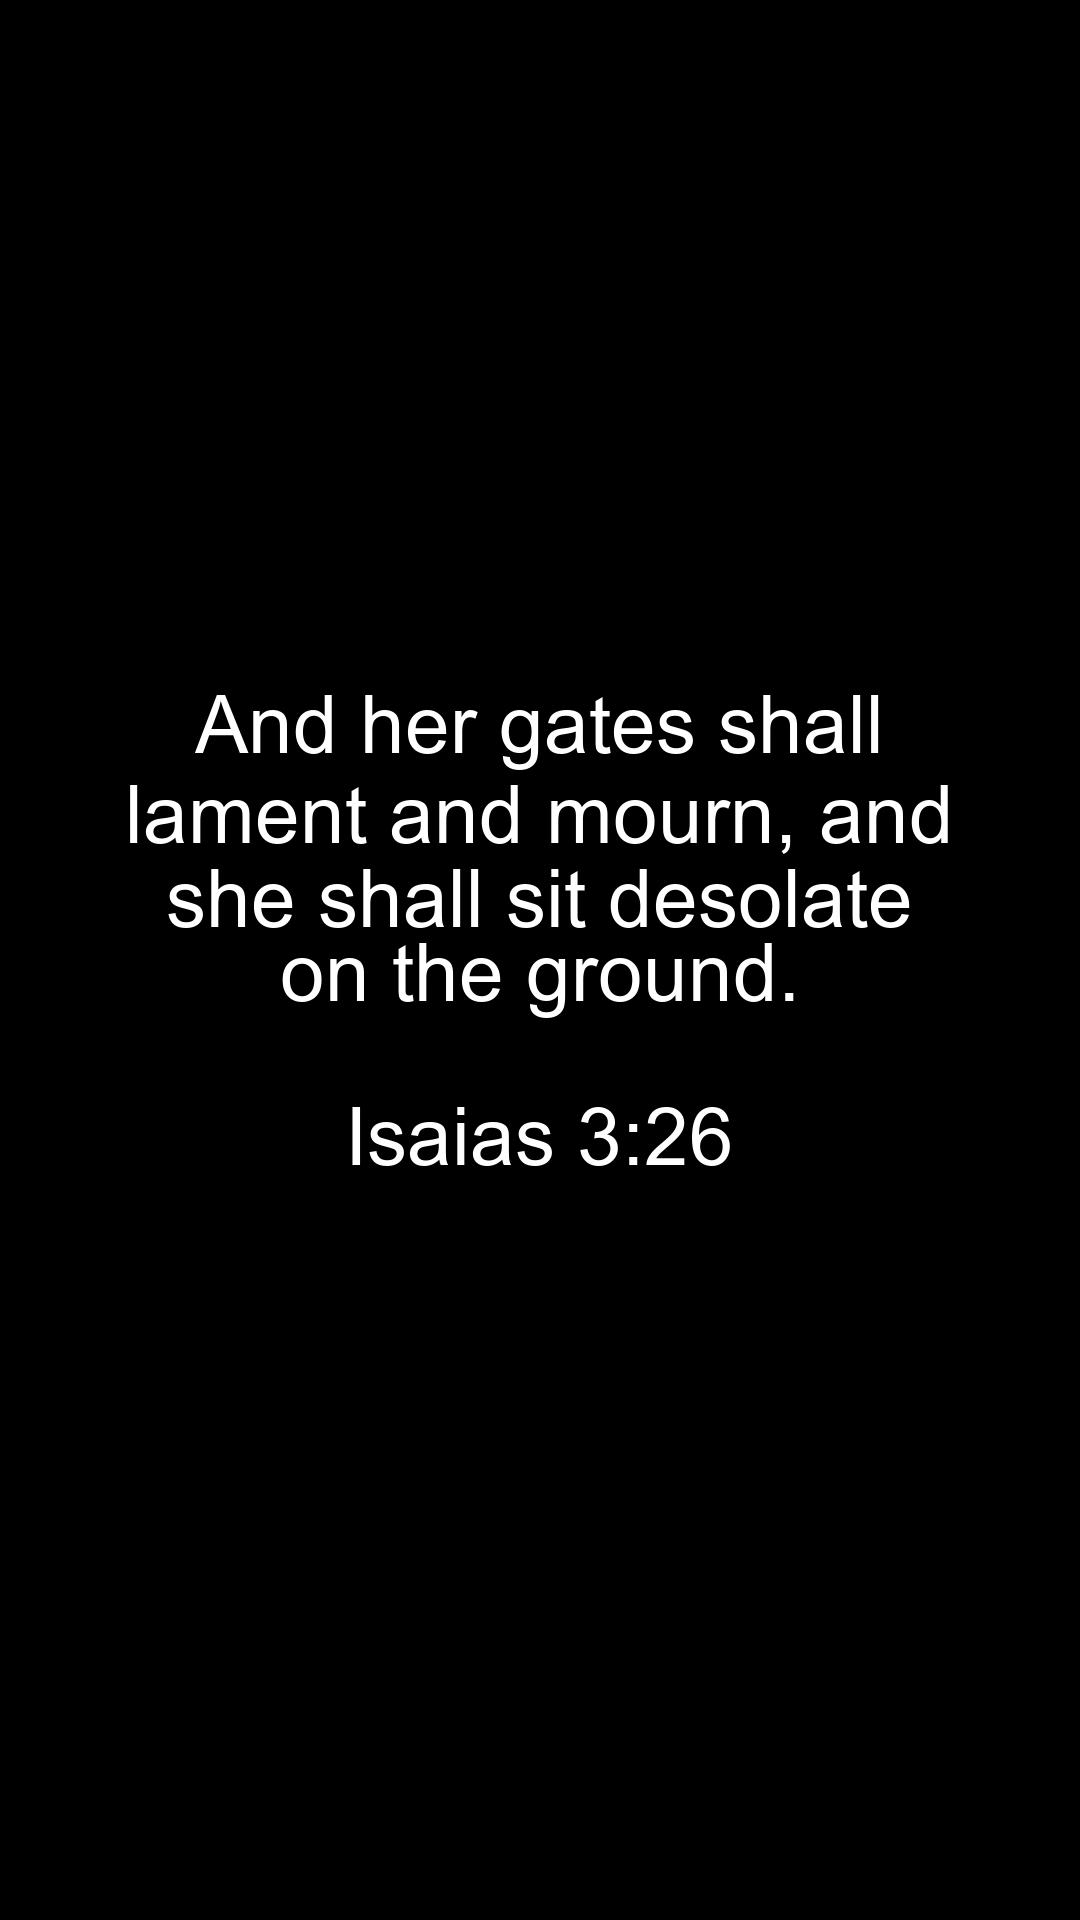 And her gates shall
lament and mourn, and
she shall sit desolate
on the ground.
Isaias 3:26